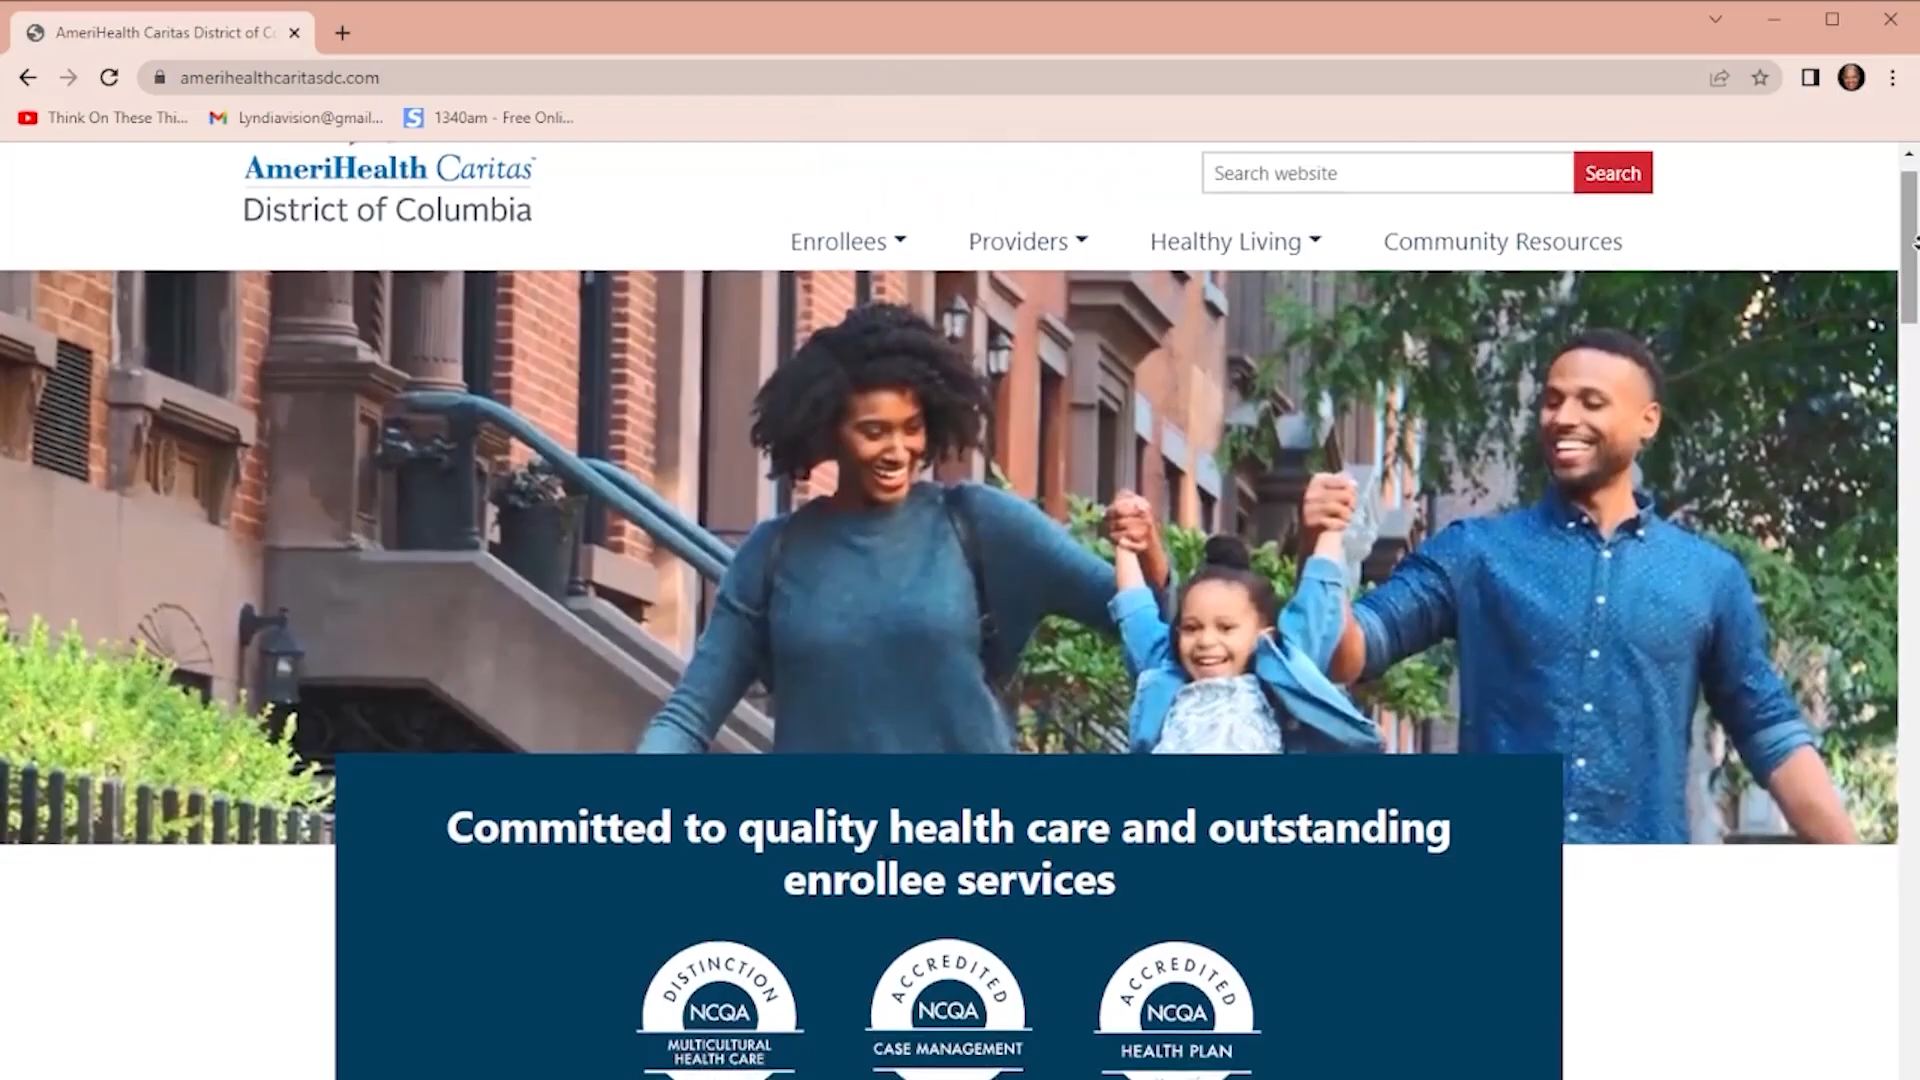 AmeriHealth Caritas District of Co
amerihealthcaritasdc.com
Think On These Thi...
Lyndiavision@gmail...
1340am - Free Onli...
AmeriHealth Caritas
District of Columbia
Search website
Search
Enrollees
Providers
Healthy Living
Community Resources
Committed to quality health care and outstanding
enrollee services
DISTINCTION
NCQA
MULTICULTURAL
HEALTH CARE
ACCREDITED
NCQA
CASE MANAGEMENT
ACCREDITED
NCQA
HEALTH PLAN